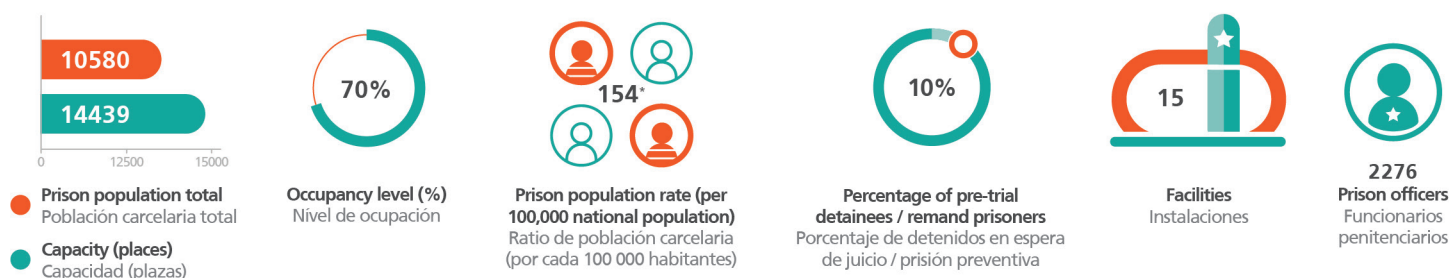 10580
14439
0 12500 15000
Prison population total
Población carcelaria total
Capacity (places)
Capacidad (plazas)
70%
Occupancy level (%)
Nível de ocupación
154*
Prison population rate (per
100,000 national population)
Ratio de población carcelaria
(por cada 100 000 habitantes)
10%
Percentage of pre-trial
detainees / remand prisoners
Porcentaje de detenidos en espera
de juicio / prisión preventiva
15
Facilities
Instalaciones
2276
Prison officers
Funcionarios
penitenciarios